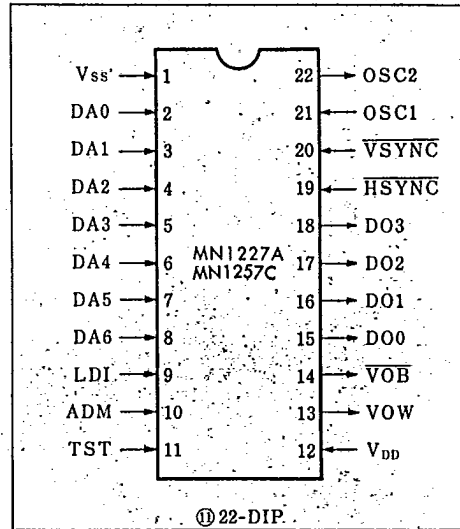 Vss 1 22 OSC2
DA0 2 21 OSC1
DA1 3 20 VSYNC
DA2 4 19 HSYNC
DA3 5 18 DO3
MN1227A
MN1257C
DA4 6 17 DO2
DA5 7 16 DO1
DA6 8 15 DO0
LDI 9 14 VOB
ADM 10 13 VOW
TST 11 12 VDD
⑪ 22-DIP